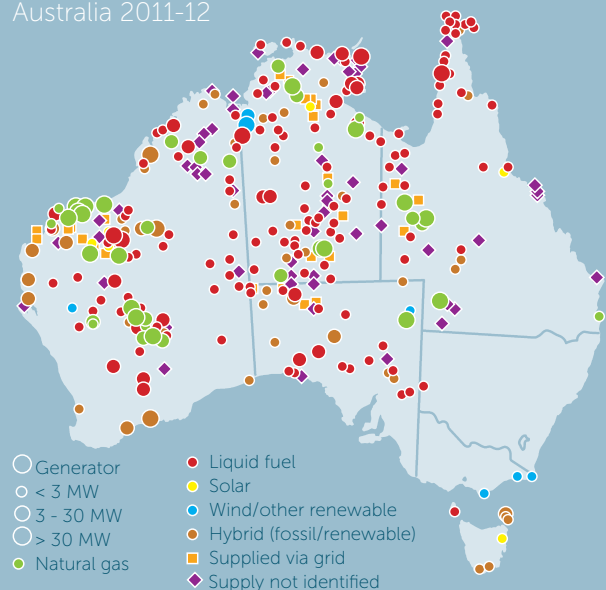 Australia 2011-12
Generator
< 3 MW
3 - 30 MW
> 30 MW
Natural gas
Liquid fuel
Solar
Wind/other renewable
Hybrid (fossil/renewable)
Supplied via grid
Supply not identified